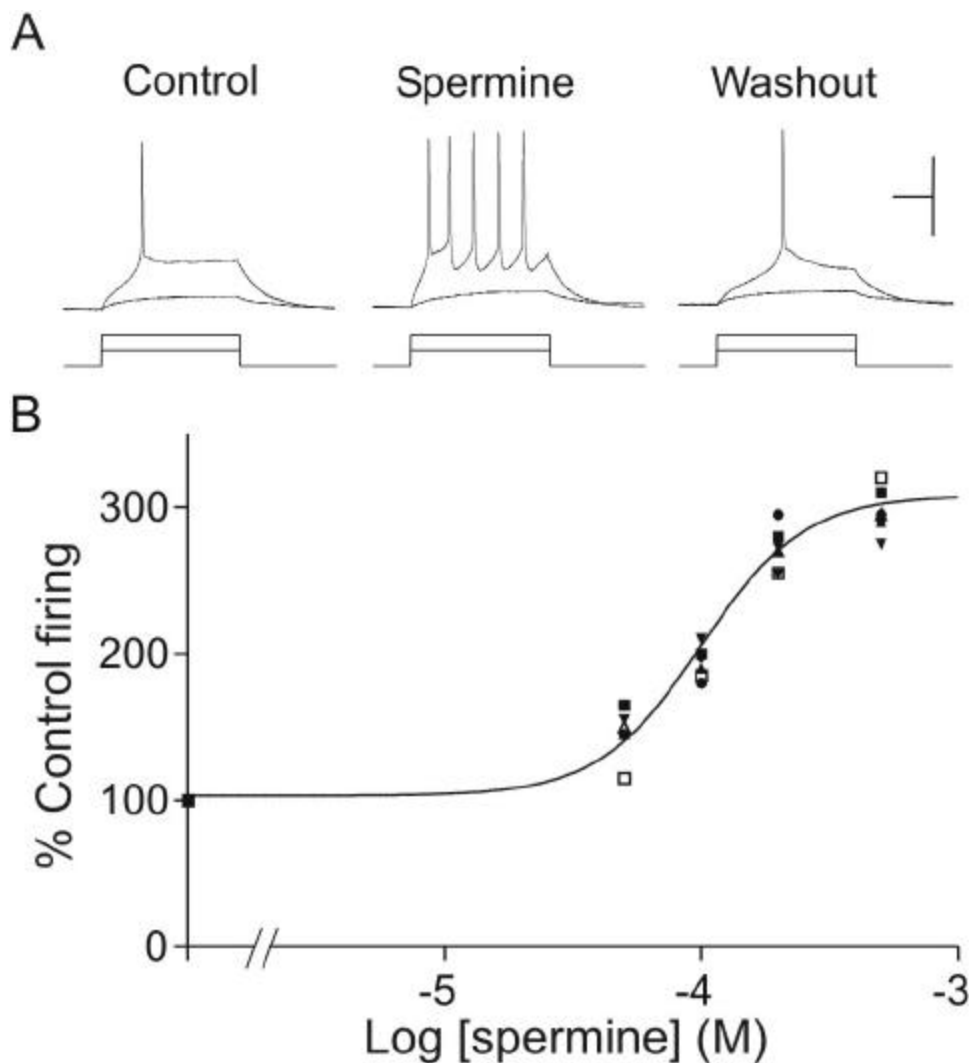 A
Control Spermine Washout
B
% Control firing
300
200
100
0
-5 -4 -3
Log [spermine] (M)